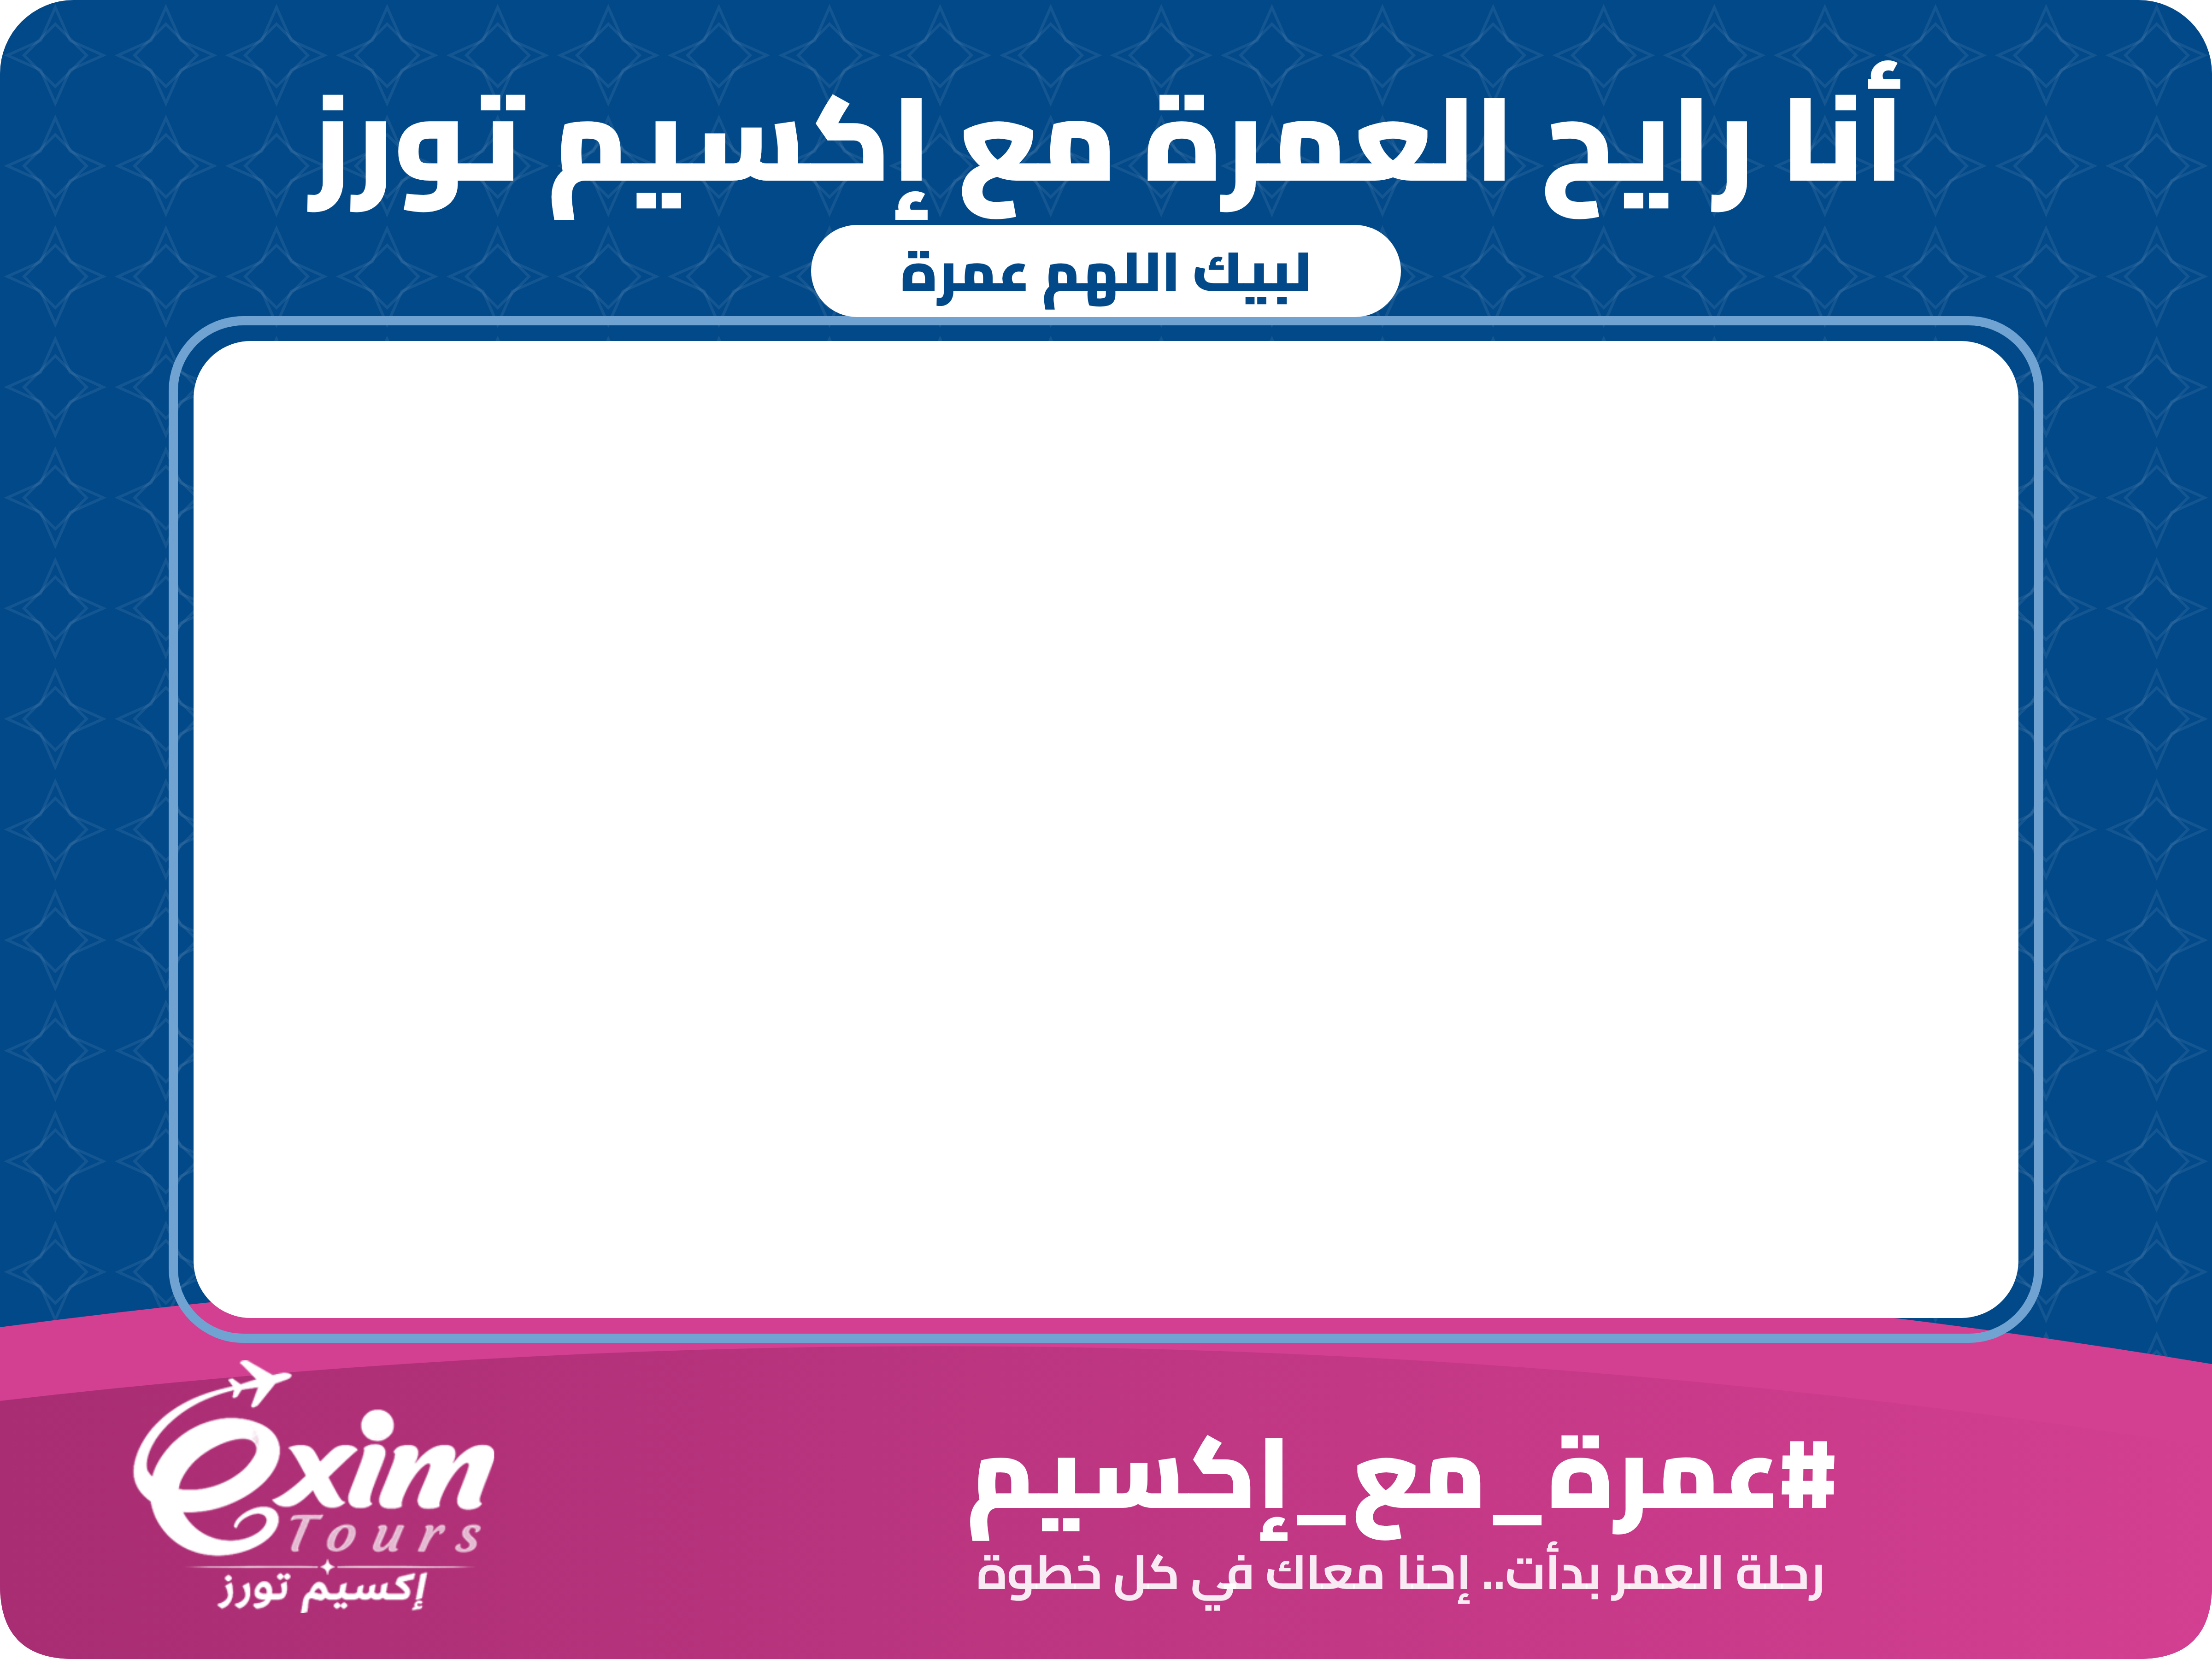 أنا رايح العمرة مع إكسيم تورز
لبيك اللهم عمرة
#عمرة_مع_إكسيم
رحلة العمر بدأت.. إحنا معاك في كل خطوة
exim
Tours
إكسيم تورز